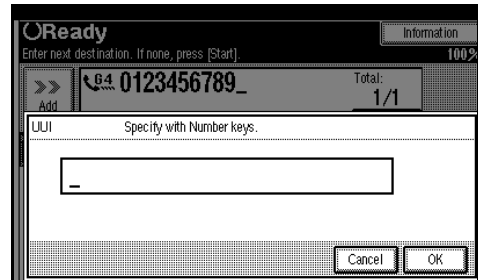 Ready
Information
Enter next destination. If none, press [Start].
100%
Add
G4 0123456789_
Total:
1/1
UUI
Specify with Number keys.
_
Cancel
OK